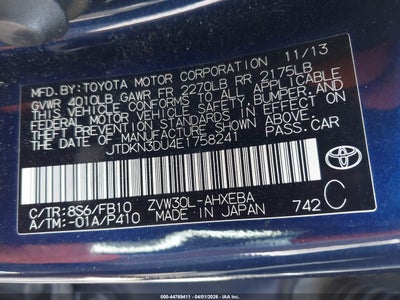 MFD.BY:TOYOTA MOTOR CORPORATION 11/13
GVWR 4010LB GAWR FR 2270LB RR 2175LB
THIS VEHICLE CONFORMS TO ALL APPLICABLE
FEDERAL MOTOR VEHICLE SAFETY, BUMPER, AND
THEFT PREVENTION STANDARDS IN EFFECT ON
THE DATE OF MANUFACTURE SHOWN ABOVE.
JTDKN3DU4E1758241 PASS.CAR
TOYOTA
C/TR:8S6/FB10 ZVW30L-AHXEBA
A/TM:-01A/P410 MADE IN JAPAN 742 C
000-44768411 - 04/01/2026 - IAA Inc.